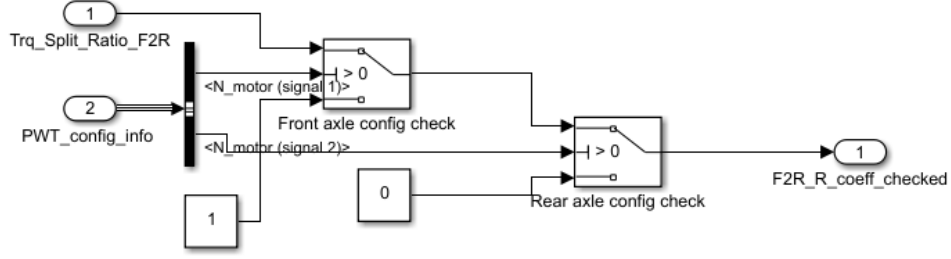 1
Trq_Split_Ratio_F2R
2
PWT_config_info
<N_motor (signal 1)>
> 0
Front axle config check
<N_motor (signal 2)>
1
0
> 0
Rear axle config check
1
F2R_R_coeff_checked